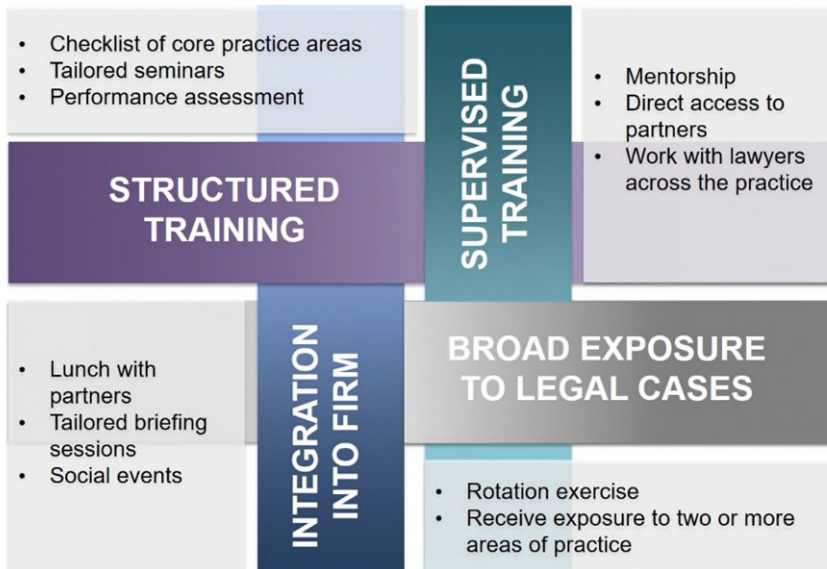 • Checklist of core practice areas
• Tailored seminars
• Performance assessment
STRUCTURED
TRAINING
SUPERVISED
TRAINING
• Mentorship
• Direct access to
partners
• Work with lawyers
across the practice
• Lunch with
partners
• Tailored briefing
sessions
• Social events
INTEGRATION
INTO FIRM
BROAD EXPOSURE
TO LEGAL CASES
• Rotation exercise
• Receive exposure to two or more
areas of practice